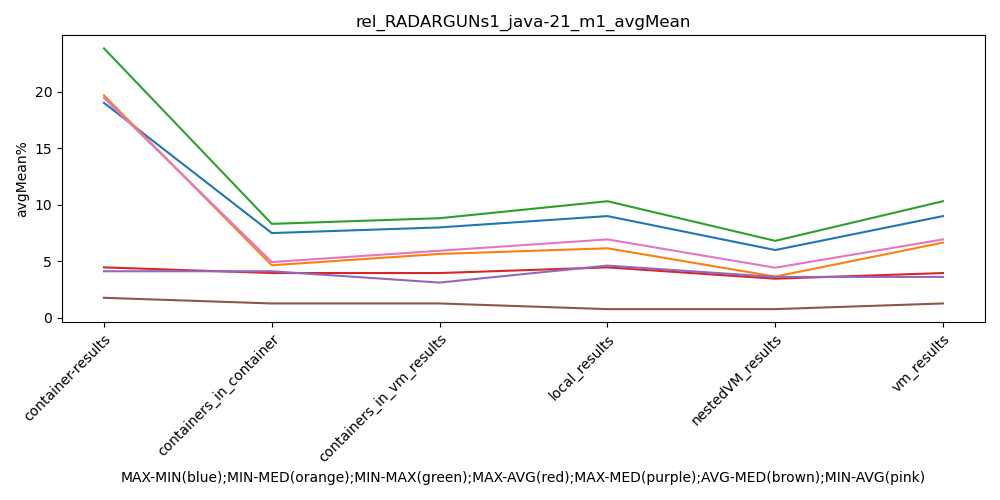 rel_RADARGUNs1_java-21_m1_avgMean
avgMean%
20
15
10
5
0
container-results
containers_in_container
containers_in_vm_results
local_results
nestedVM_results
vm_results
MAX-MIN(blue);MIN-MED(orange);MIN-MAX(green);MAX-AVG(red);MAX-MED(purple);AVG-MED(brown);MIN-AVG(pink)